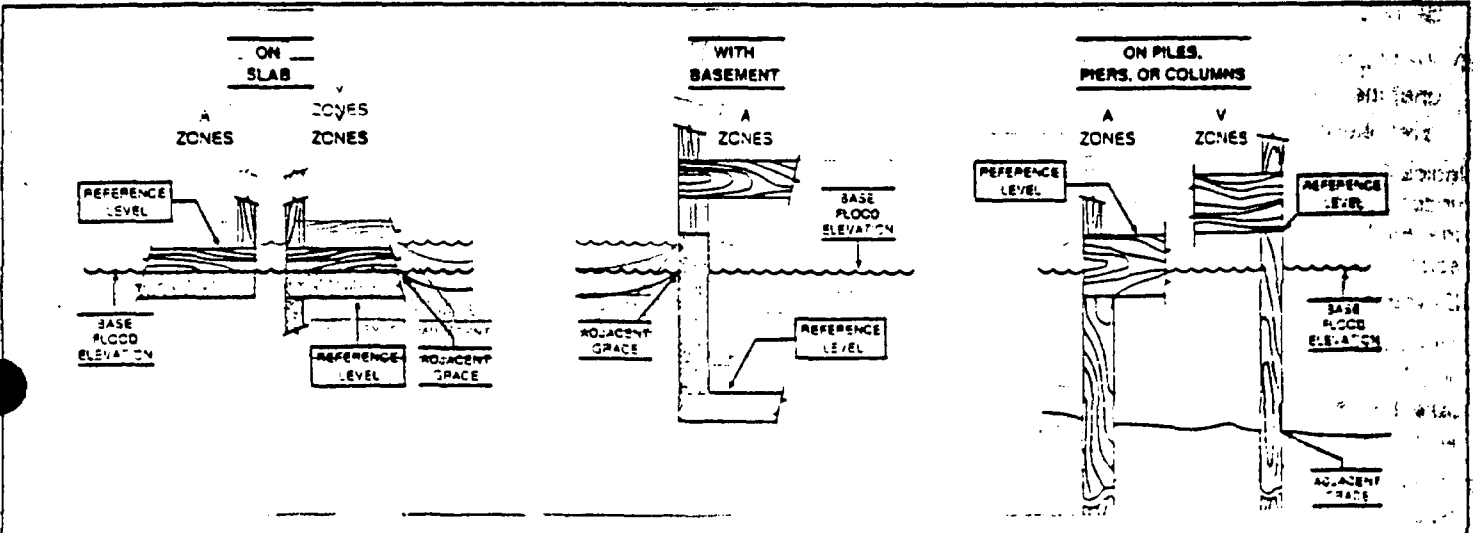 ON
SLAB
A
ZONES
V
ZONES
V
ZONES
REFERENCE
LEVEL
BASE
FLOOD
ELEVATION
REFERENCE
LEVEL
ADJACENT
GRADE
WITH
BASEMENT
A
ZONES
BASE
FLOOD
ELEVATION
ADJACENT
GRADE
REFERENCE
LEVEL
ON PILES,
PIERS, OR COLUMNS
A
ZONES
V
ZONES
REFERENCE
LEVEL
REFERENCE
LEVEL
BASE
FLOOD
ELEVATION
ADJACENT
GRADE